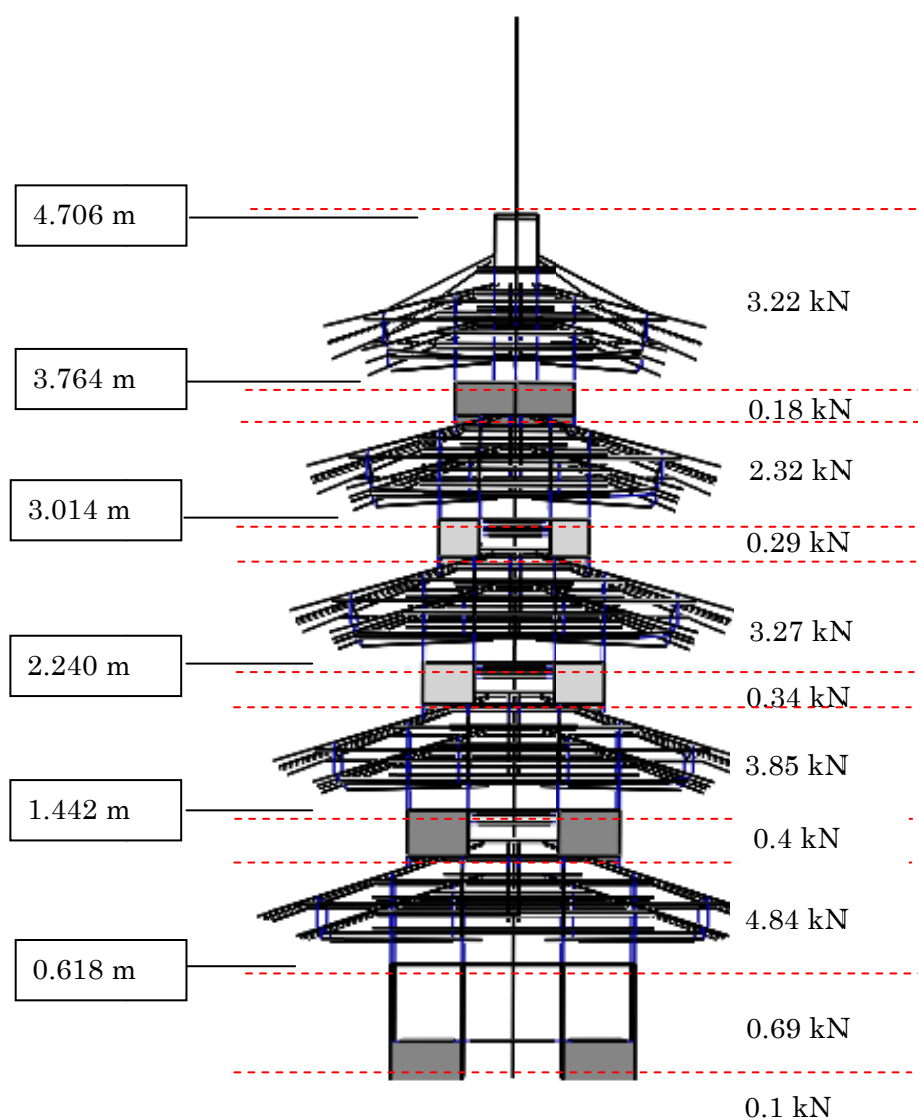 4.706 m
3.22 kN
3.764 m
0.18 kN
2.32 kN
3.014 m
0.29 kN
3.27 kN
2.240 m
0.34 kN
3.85 kN
1.442 m
0.4 kN
4.84 kN
0.618 m
0.69 kN
0.1 kN